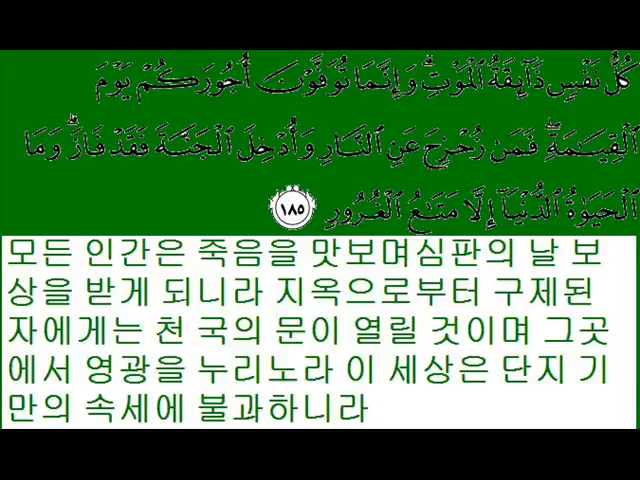 كُلُّ نَفْسٍ ذَآئِقَةُ ٱلْمَوْتِ ۗ وَإِنَّمَا تُوَفَّوْنَ أُجُورَكُمْ يَوْمَ
ٱلْقِيَٰمَةِ ۖ فَمَن زُحْزِحَ عَنِ ٱلنَّارِ وَأُدْخِلَ ٱلْجَنَّةَ فَقَدْ فَازَ ۗ وَمَا
ٱلْحَيَوٰةُ ٱلدُّنْيَآ إِلَّا مَتَٰعُ ٱلْغُرُورِ ١٨٥
모든 인간은 죽음을 맛보며심판의 날 보
상을 받게 되니라 지옥으로부터 구제된
자에게는 천 국의 문이 열릴 것이며 그곳
에서 영광을 누리노라 이 세상은 단지 기
만의 속세에 불과하니라